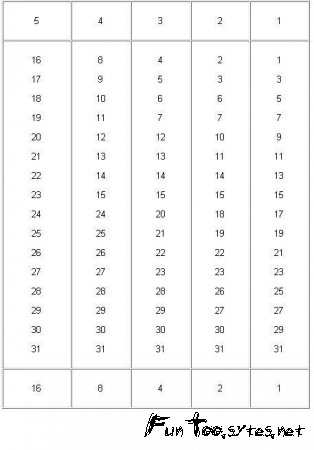 5 4 3 2 1
16 8 4 2 1
17 9 5 3 3
18 10 6 6 5
19 11 7 7 7
20 12 12 10 9
21 13 13 11 11
22 14 14 14 13
23 15 15 15 15
24 24 20 18 17
25 25 21 19 19
26 26 22 22 21
27 27 23 23 23
28 28 28 26 25
29 29 29 27 27
30 30 30 30 29
31 31 31 31 31
16 8 4 2 1
Fun Too.sytes.net